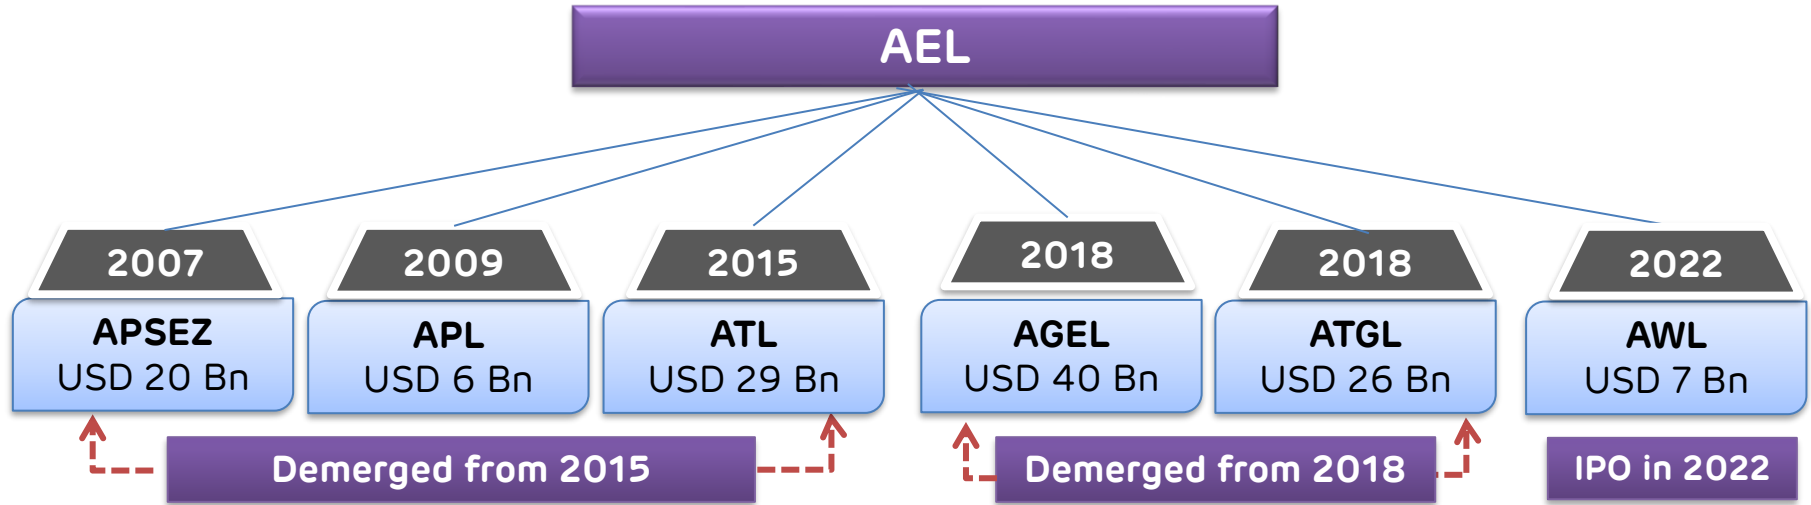 AEL
2007
2009
2015
2018
2018
2022
APSEZ
USD 20 Bn
APL
USD 6 Bn
ATL
USD 29 Bn
AGEL
USD 40 Bn
ATGL
USD 26 Bn
AWL
USD 7 Bn
Demerged from 2015
Demerged from 2018
IPO in 2022